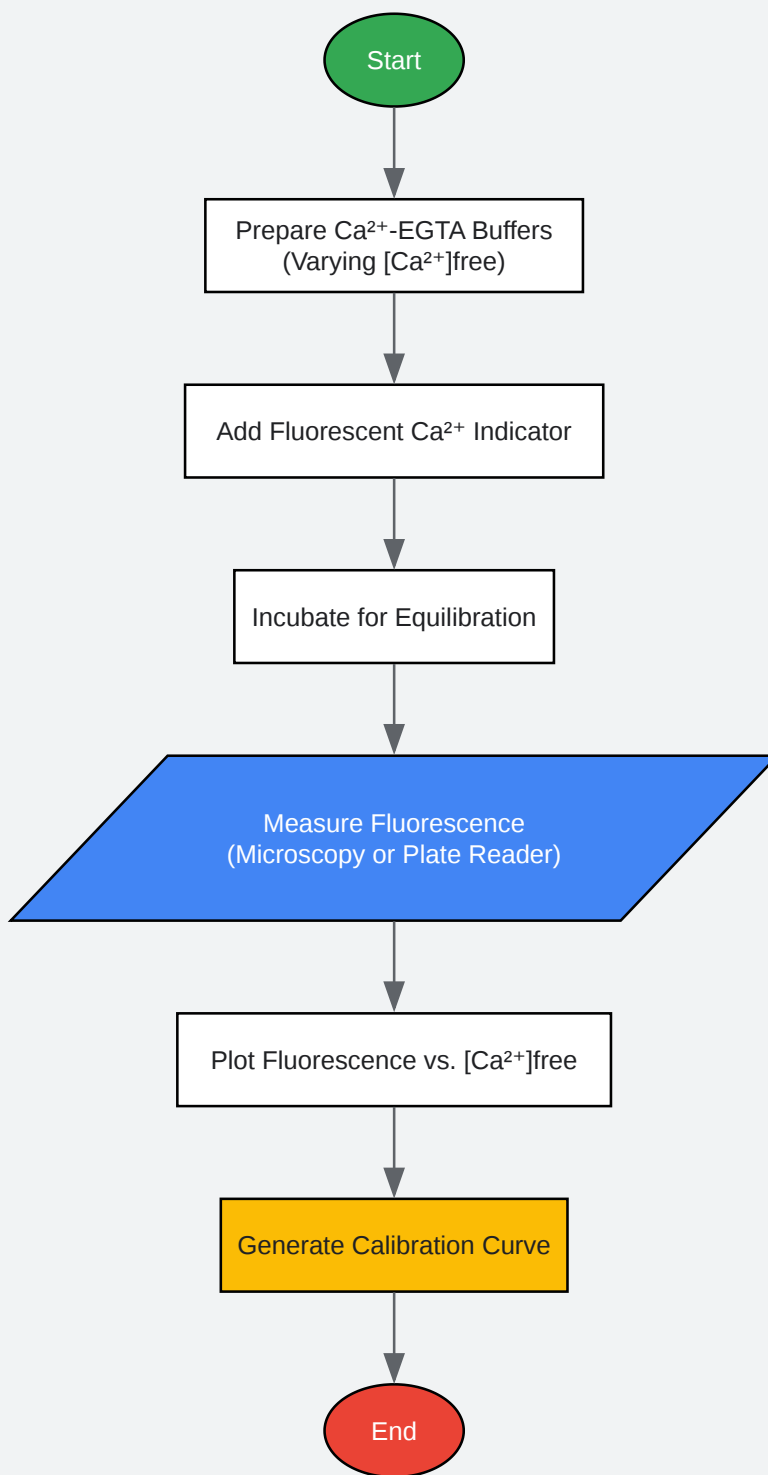 Start
Prepare Ca²⁺-EGTA Buffers
(Varying [Ca²⁺]free)
Add Fluorescent Ca²⁺ Indicator
Incubate for Equilibration
Measure Fluorescence
(Microscopy or Plate Reader)
Plot Fluorescence vs. [Ca²⁺]free
Generate Calibration Curve
End